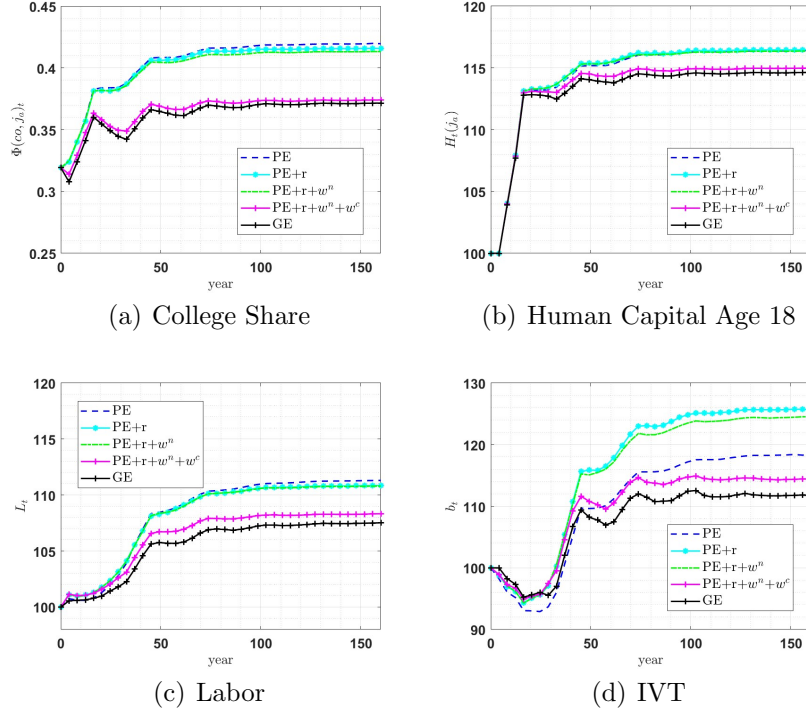 0.45
0.4
0.35
0.3
0.25
Φ(co, j_a)_t
PE
PE+r
PE+r+w^n
PE+r+w^n+w^c
GE
0 50 100 150
year
(a) College Share
120
115
110
105
100
H_t(j_a)
PE
PE+r
PE+r+w^n
PE+r+w^n+w^c
GE
0 50 100 150
year
(b) Human Capital Age 18
120
115
110
105
100
L_t
PE
PE+r
PE+r+w^n
PE+r+w^n+w^c
GE
0 50 100 150
year
(c) Labor
130
120
110
100
90
b_t
PE
PE+r
PE+r+w^n
PE+r+w^n+w^c
GE
0 50 100 150
year
(d) IVT